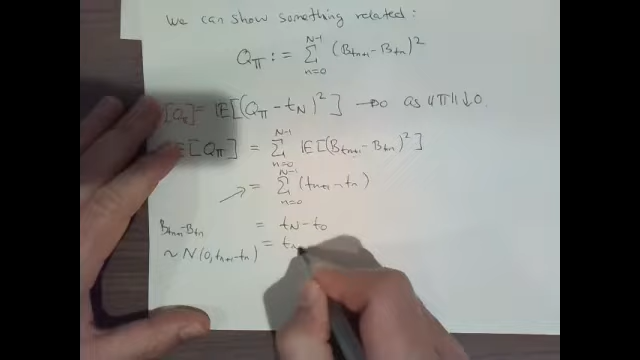 We can show something related:
Q_π := Σ_{n=0}^{N-1} (B_{t_{n+1}} - B_{t_n})²
[Q_π] = 𝔼[(Q_π - t_N)²] → 0 as ||π|| ↓ 0.
𝔼[Q_π] = Σ_{n=0}^{N-1} 𝔼[(B_{t_{n+1}} - B_{t_n})²]
= Σ_{n=0}^{N-1} (t_{n+1} - t_n)
B_{t_{n+1}} - B_{t_n} = t_N - t_0
~ N(0, t_{n+1} - t_n) = t_N